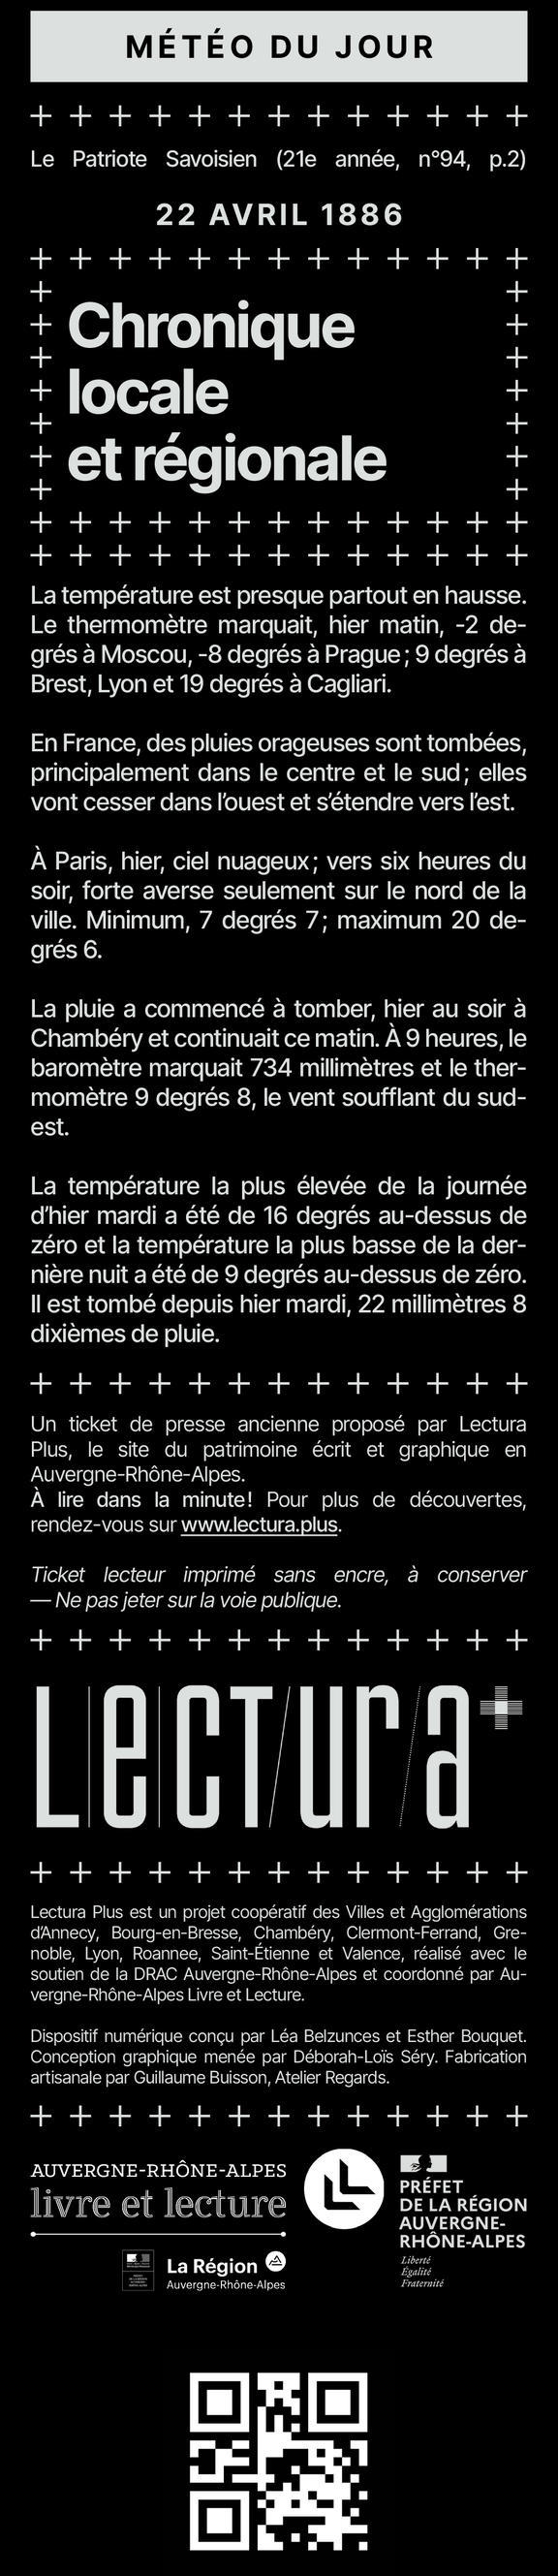 MÉTÉO DU JOUR
Le Patriote Savoisien (21e année, n°94, p.2)
22 AVRIL 1886
Chronique
locale
et régionale
La température est presque partout en hausse.
Le thermomètre marquait, hier matin, -2 de-
grés à Moscou, -8 degrés à Prague ; 9 degrés à
Brest, Lyon et 19 degrés à Cagliari.
En France, des pluies orageuses sont tombées,
principalement dans le centre et le sud ; elles
vont cesser dans l’ouest et s’étendre vers l’est.
À Paris, hier, ciel nuageux ; vers six heures du
soir, forte averse seulement sur le nord de la
ville. Minimum, 7 degrés 7 ; maximum 20 de-
grés 6.
La pluie a commencé à tomber, hier au soir à
Chambéry et continuait ce matin. À 9 heures, le
baromètre marquait 734 millimètres et le ther-
momètre 9 degrés 8, le vent soufflant du sud-
est.
La température la plus élevée de la journée
d’hier mardi a été de 16 degrés au-dessus de
zéro et la température la plus basse de la der-
nière nuit a été de 9 degrés au-dessus de zéro.
Il est tombé depuis hier mardi, 22 millimètres 8
dixièmes de pluie.
Un ticket de presse ancienne proposé par Lectura
Plus, le site du patrimoine écrit et graphique en
Auvergne-Rhône-Alpes.
À lire dans la minute ! Pour plus de découvertes,
rendez-vous sur www.lectura.plus.
Ticket lecteur imprimé sans encre, à conserver
— Ne pas jeter sur la voie publique.
Lectura+
Lectura Plus est un projet coopératif des Villes et Agglomérations
d’Annecy, Bourg-en-Bresse, Chambéry, Clermont-Ferrand, Gre-
noble, Lyon, Roannee, Saint-Étienne et Valence, réalisé avec le
soutien de la DRAC Auvergne-Rhône-Alpes et coordonné par Au-
vergne-Rhône-Alpes Livre et Lecture.
Dispositif numérique conçu par Léa Belzunces et Esther Bouquet.
Conception graphique menée par Déborah-Loïs Séry. Fabrication
artisanale par Guillaume Buisson, Atelier Regards.
AUVERGNE-RHÔNE-ALPES
livre et lecture
La Région
Auvergne-Rhône-Alpes
PRÉFET
DE LA RÉGION
AUVERGNE-
RHÔNE-ALPES
Liberté
Égalité
Fraternité